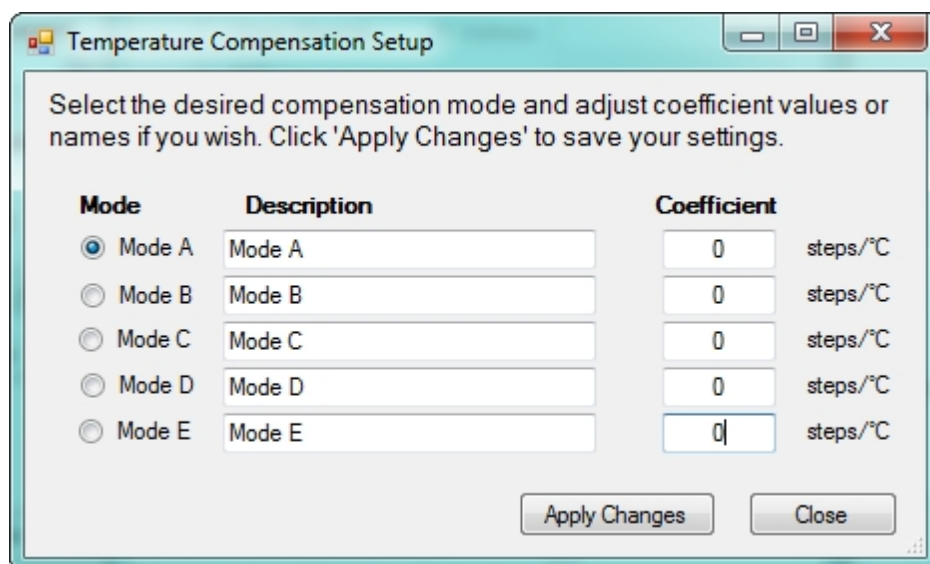 Temperature Compensation Setup
Select the desired compensation mode and adjust coefficient values or
names if you wish. Click 'Apply Changes' to save your settings.
Mode Description Coefficient
Mode A Mode A 0 steps/°C
Mode B Mode B 0 steps/°C
Mode C Mode C 0 steps/°C
Mode D Mode D 0 steps/°C
Mode E Mode E 0 steps/°C
Apply Changes Close